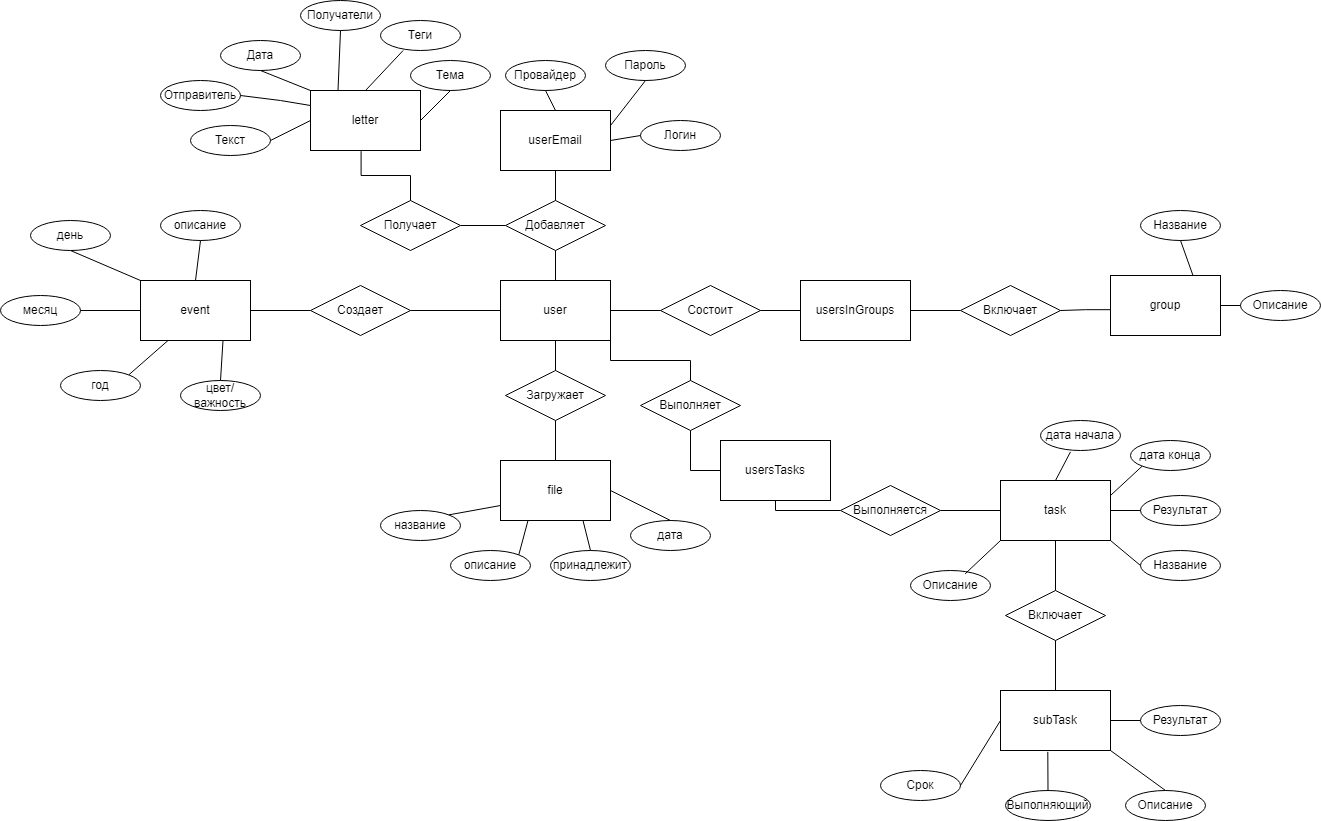 Получатели
Теги
Дата
Тема
Провайдер
Пароль
Отправитель
letter
userEmail
Логин
Текст
Получает
Добавляет
день
описание
Название
месяц
event
Создает
user
Состоит
usersInGroups
Включает
group
Описание
год
цвет/
важность
Загружает
Выполняет
дата начала
дата конца
usersTasks
file
название
описание
принадлежит
дата
Выполняется
task
Результат
Название
Описание
Включает
subTask
Результат
Срок
Выполняющий
Описание